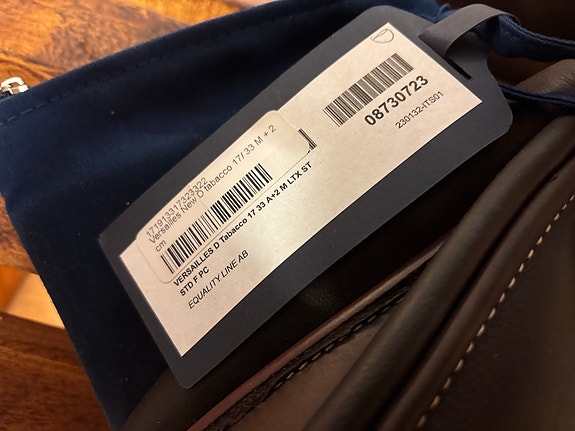 08730723
230132-ITS01
171913317323322
Versailles New D tabacco 17/ 33 M + 2
cm
VERSAILLES D Tabacco 17 33 A+2 M LTX ST
STD F PC
EQUALITY LINE AB